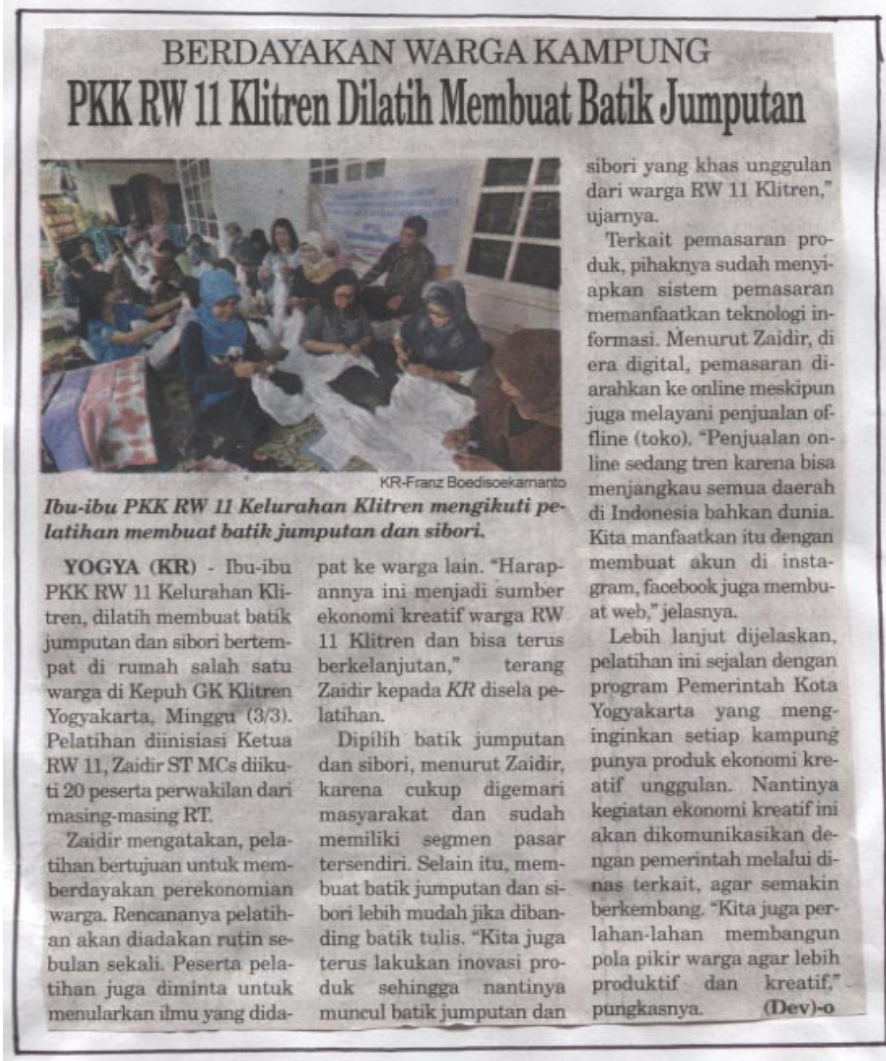 BERDAYAKAN WARGA KAMPUNG
PKK RW 11 Klitren Dilatih Membuat Batik Jumputan
KR-Franz Boedisoekarnanto
Ibu-ibu PKK RW 11 Kelurahan Klitren mengikuti pe-
latihan membuat batik jumputan dan sibori.
YOGYA (KR) - Ibu-ibu
PKK RW 11 Kelurahan Kli-
tren, dilatih membuat batik
jumputan dan sibori bertem-
pat di rumah salah satu
warga di Kepuh GK Klitren
Yogyakarta, Minggu (3/3).
Pelatihan diinisiasi Ketua
RW 11, Zaidir ST MCs diiku-
ti 20 peserta perwakilan dari
masing-masing RT.
Zaidir mengatakan, pela-
tihan bertujuan untuk mem-
berdayakan perekonomian
warga. Rencananya pelatih-
an akan diadakan rutin se-
bulan sekali. Peserta pela-
tihan juga diminta untuk
menularkan ilmu yang dida-
pat ke warga lain. “Harap-
annya ini menjadi sumber
ekonomi kreatif warga RW
11 Klitren dan bisa terus
berkelanjutan,” terang
Zaidir kepada KR disela pe-
latihan.
Dipilih batik jumputan
dan sibori, menurut Zaidir,
karena cukup digemari
masyarakat dan sudah
memiliki segmen pasar
tersendiri. Selain itu, mem-
buat batik jumputan dan si-
bori lebih mudah jika diban-
ding batik tulis. “Kita juga
terus lakukan inovasi pro-
duk sehingga nantinya
muncul batik jumputan dan
sibori yang khas unggulan
dari warga RW 11 Klitren,”
ujarnya.
Terkait pemasaran pro-
duk, pihaknya sudah menyi-
apkan sistem pemasaran
memanfaatkan teknologi in-
formasi. Menurut Zaidir, di
era digital, pemasaran di-
arahkan ke online meskipun
juga melayani penjualan of-
fline (toko). “Penjualan on-
line sedang tren karena bisa
menjangkau semua daerah
di Indonesia bahkan dunia.
Kita manfaatkan itu dengan
membuat akun di insta-
gram, facebook juga membu-
at web,” jelasnya.
Lebih lanjut dijelaskan,
pelatihan ini sejalan dengan
program Pemerintah Kota
Yogyakarta yang meng-
inginkan setiap kampung
punya produk ekonomi kre-
atif unggulan. Nantinya
kegiatan ekonomi kreatif ini
akan dikomunikasikan de-
ngan pemerintah melalui di-
nas terkait, agar semakin
berkembang. “Kita juga per-
lahan-lahan membangun
pola pikir warga agar lebih
produktif dan kreatif,”
pungkasnya. (Dev)-o